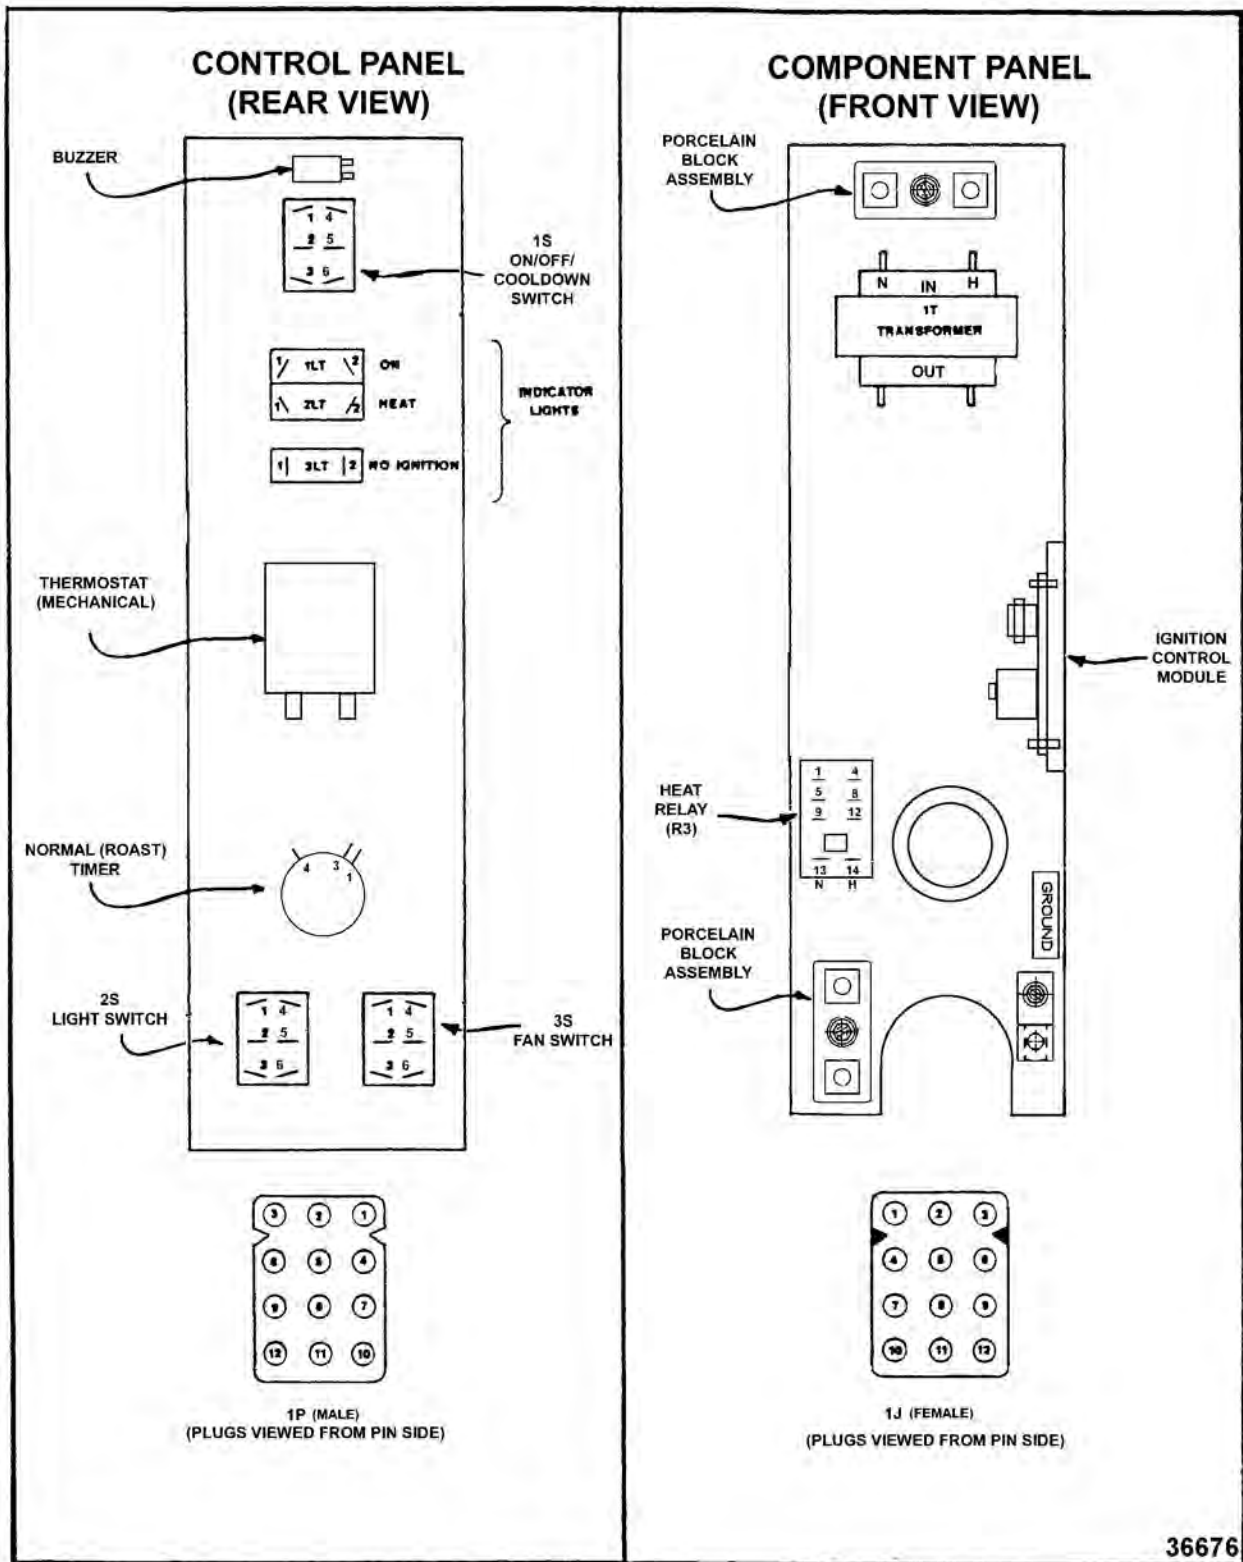 CONTROL PANEL
(REAR VIEW)
BUZZER
1 4
2 5
3 6
1S
ON/OFF/
COOLDOWN
SWITCH
1 1LT 2 ON
1 2LT 2 HEAT
1 3LT 2 NO IGNITION
INDICATOR
LIGHTS
THERMOSTAT
(MECHANICAL)
NORMAL (ROAST)
TIMER
4 3
1
2S
LIGHT SWITCH
1 4
2 5
3 6
1 4
2 5
3 6
3S
FAN SWITCH
3 2 1
6 5 4
9 8 7
12 11 10
1P (MALE)
(PLUGS VIEWED FROM PIN SIDE)
COMPONENT PANEL
(FRONT VIEW)
PORCELAIN
BLOCK
ASSEMBLY
N IN H
1T
TRANSFORMER
OUT
IGNITION
CONTROL
MODULE
HEAT
RELAY
(R3)
1 4
5 8
9 12
13 14
N H
GROUND
PORCELAIN
BLOCK
ASSEMBLY
1 2 3
4 5 6
7 8 9
10 11 12
1J (FEMALE)
(PLUGS VIEWED FROM PIN SIDE)
36676